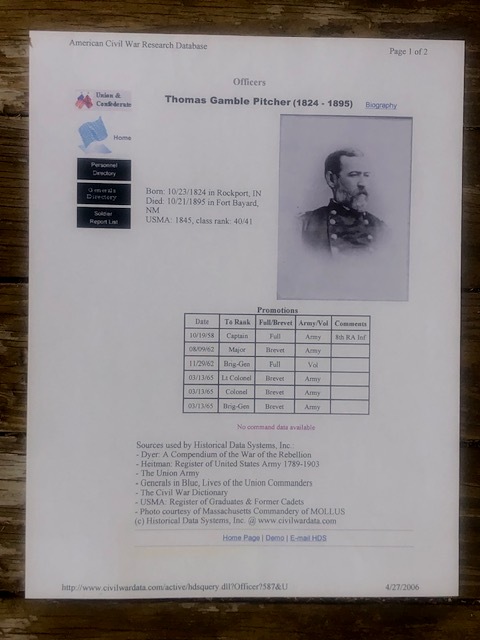 American Civil War Research Database
Page 1 of 2
Officers
Union &
Confederate
Thomas Gamble Pitcher (1824 - 1895) Biography
Home
Personnel
Directory
Generals
Directory
Soldier
Report List
Born: 10/23/1824 in Rockport, IN
Died: 10/21/1895 in Fort Bayard,
NM
USMA: 1845, class rank: 40/41
Promotions
Date To Rank Full/Brevet Army/Vol Comments
10/19/58 Captain Full Army 8th RA Inf
08/09/62 Major Brevet Army
11/29/62 Brig-Gen Full Vol
03/13/65 Lt Colonel Brevet Army
03/13/65 Colonel Brevet Army
03/13/65 Brig-Gen Brevet Army
No command data available
Sources used by Historical Data Systems, Inc.
- Dyer: A Compendium of the War of the Rebellion
- Heitman: Register of United States Army 1789-1903
- The Union Army
- Generals in Blue, Lives of the Union Commanders
- The Civil War Dictionary
- USMA: Register of Graduates & Former Cadets
- Photo courtesy of Massachusetts Commandery of MOLLUS
(c) Historical Data Systems, Inc. @ www.civilwardata.com
Home Page | Demo | E-mail HDS
http://www.civilwardata.com/active/hdsquery.dll?Officer?587&U
4/27/2006